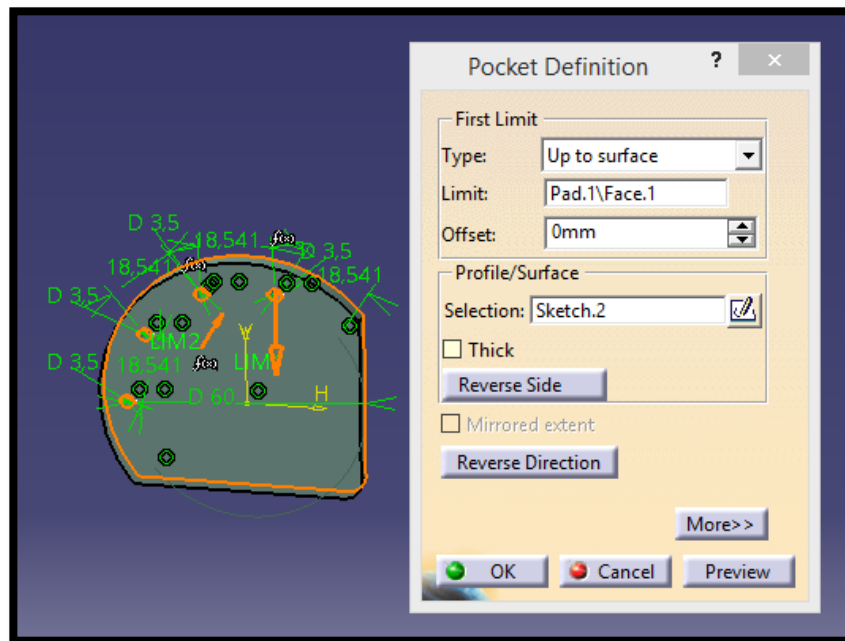 D 3,5
18,541
f(x)
D 3,5
f(x)
18,541
18,541
D 3,5
LIM2
Y
D 3,5
18,541
f(x)
LIM1
D 60
H
Pocket Definition
?
×
First Limit
Type: Up to surface
Limit: Pad.1\Face.1
Offset: 0mm
Profile/Surface
Selection: Sketch.2
Thick
Reverse Side
Mirrored extent
Reverse Direction
More>>
OK Cancel Preview